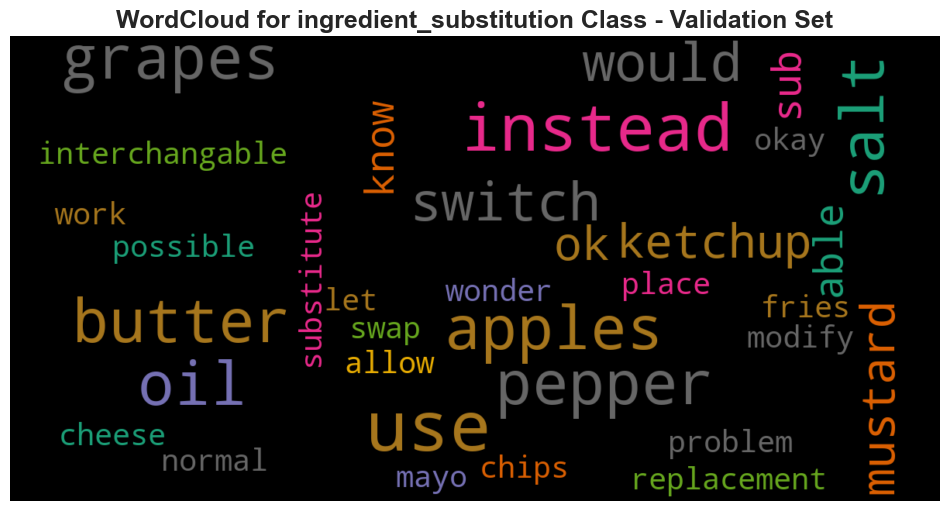 WordCloud for ingredient_substitution Class - Validation Set
grapes
would
sub
salt
instead
know
okay
interchangable
switch
work
possible
substitute
ok
ketchup
able
wonder
place
let
fries
butter
swap
apples
modify
mustard
allow
oil
pepper
use
cheese
normal
problem
mayo
chips
replacement